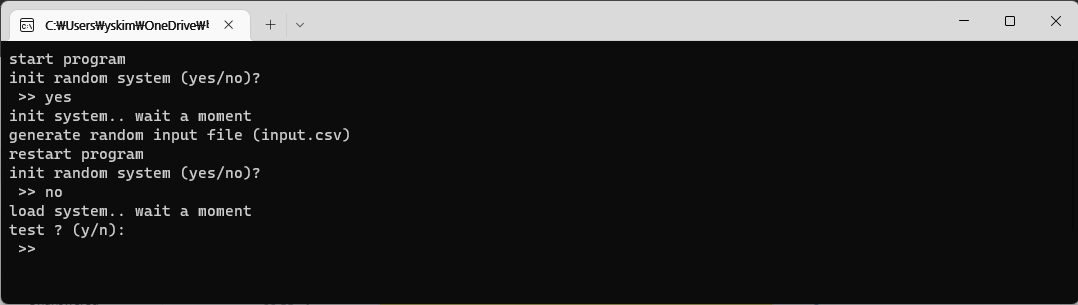 C:₩Users₩yskim₩OneDrive₩
start program
init random system (yes/no)?
>> yes
init system.. wait a moment
generate random input file (input.csv)
restart program
init random system (yes/no)?
>> no
load system.. wait a moment
test ? (y/n):
>>